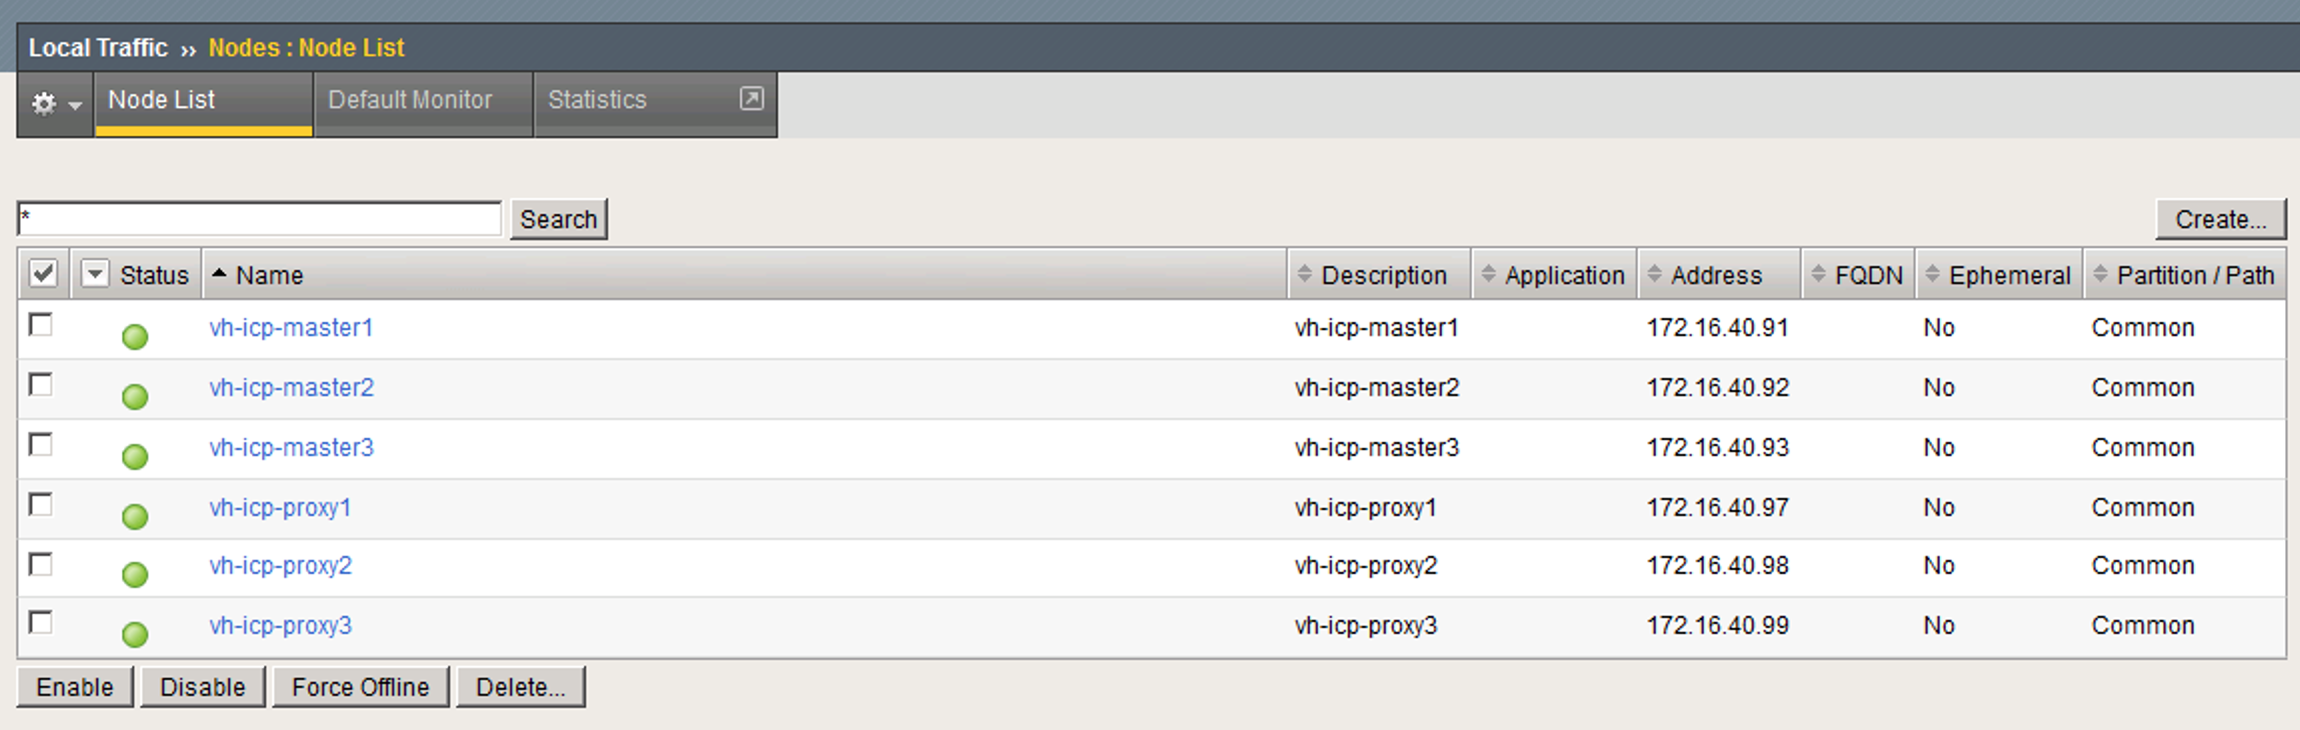 Local Traffic ›› Nodes : Node List
Node List Default Monitor Statistics
* Search Create...
Status Name Description Application Address FQDN Ephemeral Partition / Path
vh-icp-master1 vh-icp-master1 172.16.40.91 No Common
vh-icp-master2 vh-icp-master2 172.16.40.92 No Common
vh-icp-master3 vh-icp-master3 172.16.40.93 No Common
vh-icp-proxy1 vh-icp-proxy1 172.16.40.97 No Common
vh-icp-proxy2 vh-icp-proxy2 172.16.40.98 No Common
vh-icp-proxy3 vh-icp-proxy3 172.16.40.99 No Common
Enable Disable Force Offline Delete...